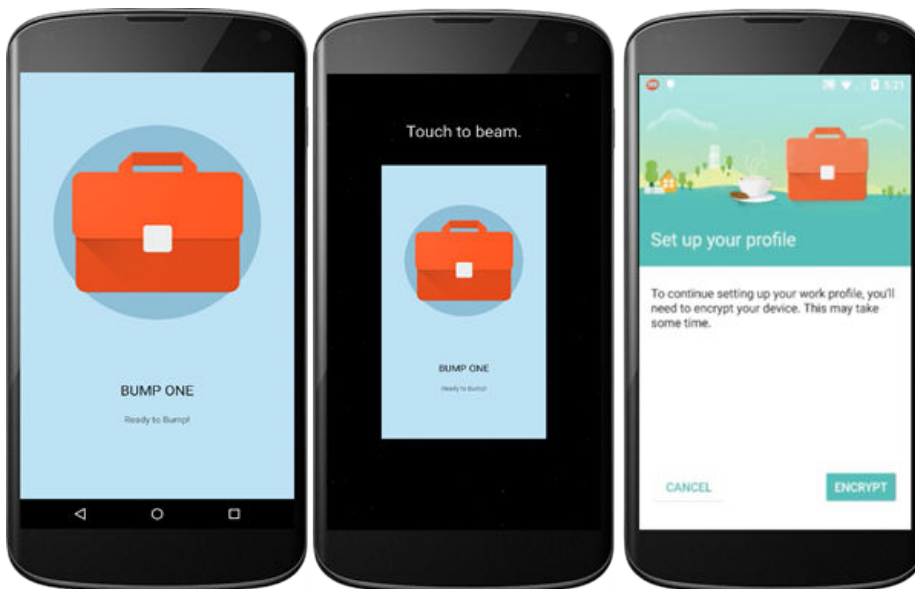 BUMP ONE
Ready to Bump!
Touch to beam.
BUMP ONE
Ready to Bump!
5:21
Set up your profile
To continue setting up your work profile, you'll
need to encrypt your device. This may take
some time.
CANCEL
ENCRYPT